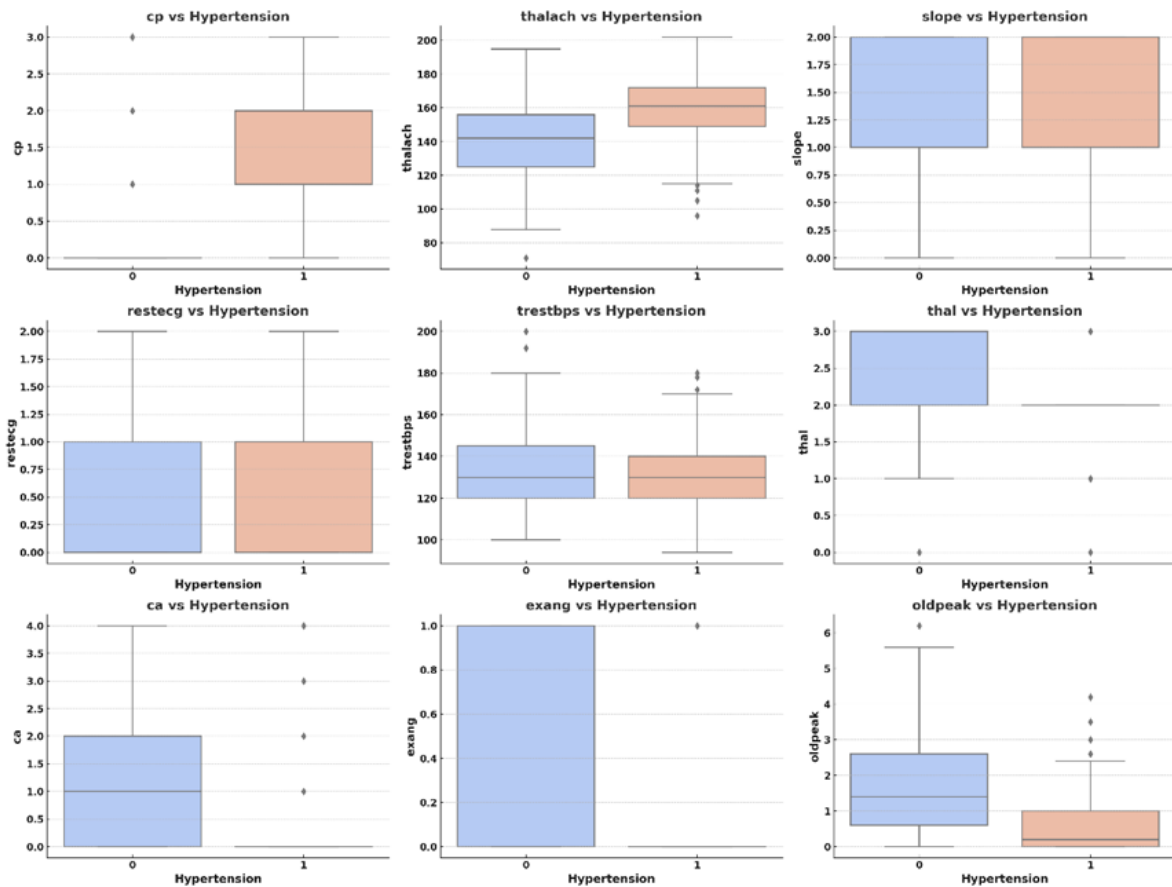 cp vs Hypertension
3.0
2.5
2.0
1.5
1.0
0.5
0.0
cp
0 1
Hypertension
thalach vs Hypertension
200
180
160
140
120
100
80
thalach
0 1
Hypertension
slope vs Hypertension
2.00
1.75
1.50
1.25
1.00
0.75
0.50
0.25
0.00
slope
0 1
Hypertension
restecg vs Hypertension
2.00
1.75
1.50
1.25
1.00
0.75
0.50
0.25
0.00
restecg
0 1
Hypertension
trestbps vs Hypertension
200
180
160
140
120
100
trestbps
0 1
Hypertension
thal vs Hypertension
3.0
2.5
2.0
1.5
1.0
0.5
0.0
thal
0 1
Hypertension
ca vs Hypertension
4.0
3.5
3.0
2.5
2.0
1.5
1.0
0.5
0.0
ca
0 1
Hypertension
exang vs Hypertension
1.0
0.8
0.6
0.4
0.2
0.0
exang
0 1
Hypertension
oldpeak vs Hypertension
6
5
4
3
2
1
0
oldpeak
0 1
Hypertension